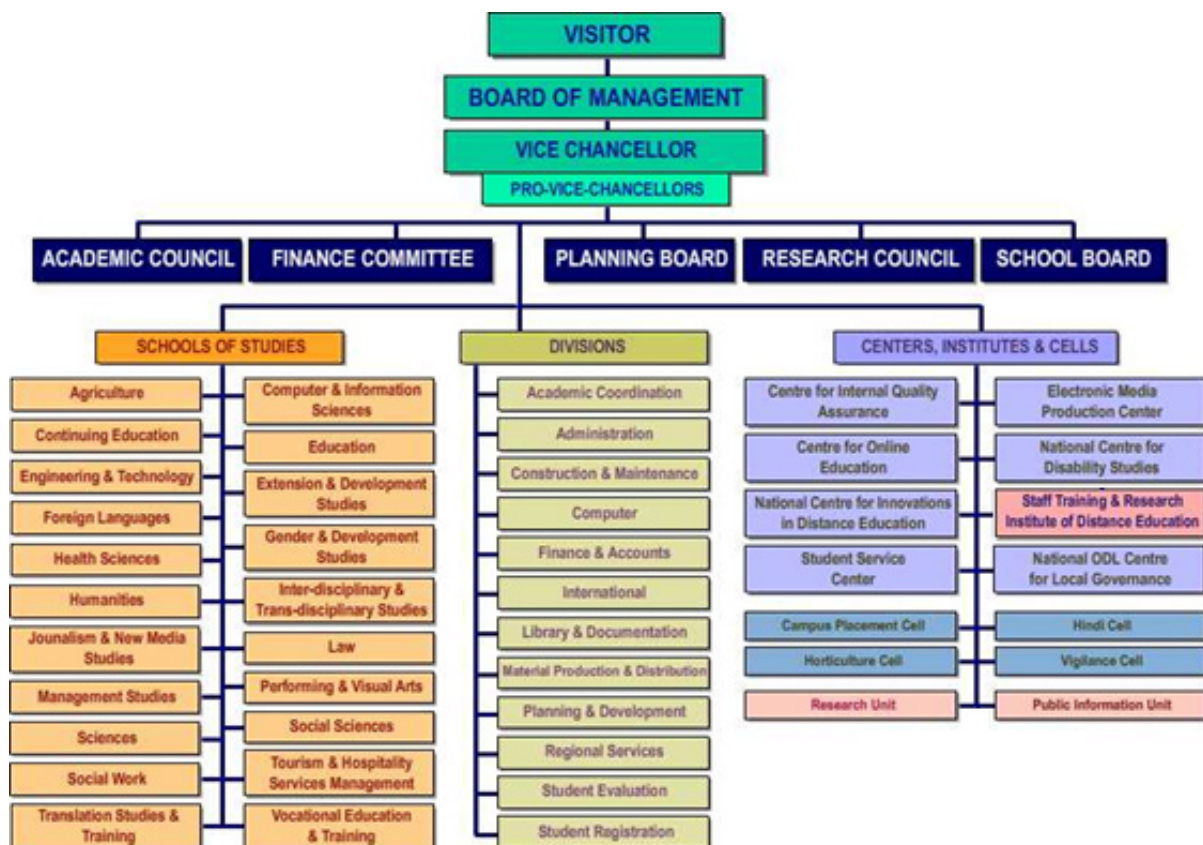 VISITOR
BOARD OF MANAGEMENT
VICE CHANCELLOR
PRO-VICE-CHANCELLORS
ACADEMIC COUNCIL
FINANCE COMMITTEE
PLANNING BOARD
RESEARCH COUNCIL
SCHOOL BOARD
SCHOOLS OF STUDIES
Agriculture
Continuing Education
Engineering & Technology
Foreign Languages
Health Sciences
Humanities
Jounalism & New Media
Studies
Management Studies
Sciences
Social Work
Translation Studies &
Training
Computer & Information
Sciences
Education
Extension & Development
Studies
Gender & Development
Studies
Inter-disciplinary &
Trans-disciplinary Studies
Law
Performing & Visual Arts
Social Sciences
Tourism & Hospitality
Services Management
Vocational Education
& Training
DIVISIONS
Academic Coordination
Administration
Construction & Maintenance
Computer
Finance & Accounts
International
Library & Documentation
Material Production & Distribution
Planning & Development
Regional Services
Student Evaluation
Student Registration
CENTERS, INSTITUTES & CELLS
Centre for Internal Quality
Assurance
Centre for Online
Education
National Centre for Innovations
in Distance Education
Student Service
Center
Campus Placement Cell
Horticulture Cell
Research Unit
Electronic Media
Production Center
National Centre for
Disability Studies
Staff Training & Research
Institute of Distance Education
National ODL Centre
for Local Governance
Hindi Cell
Vigilance Cell
Public Information Unit